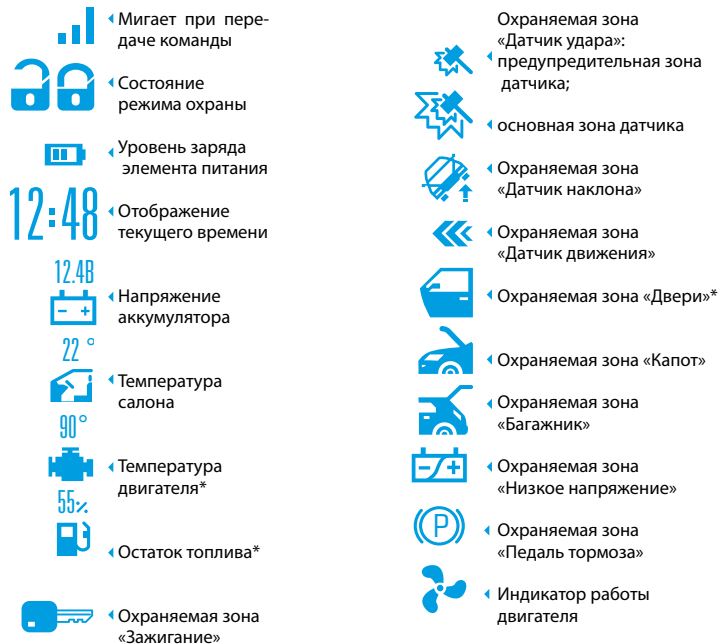 Мигает при пере-
даче команды
Состояние
режима охраны
Уровень заряда
элемента питания
12:48
Отображение
текущего времени
12.4В
Напряжение
аккумулятора
22 °
Температура
салона
90°
Температура
двигателя*
55%
Остаток топлива*
Охраняемая зона
«Зажигание»
Охраняемая зона
«Датчик удара»:
предупредительная зона
датчика;
основная зона датчика
Охраняемая зона
«Датчик наклона»
Охраняемая зона
«Датчик движения»
Охраняемая зона «Двери»*
Охраняемая зона «Капот»
Охраняемая зона
«Багажник»
Охраняемая зона
«Низкое напряжение»
P
Охраняемая зона
«Педаль тормоза»
Индикатор работы
двигателя